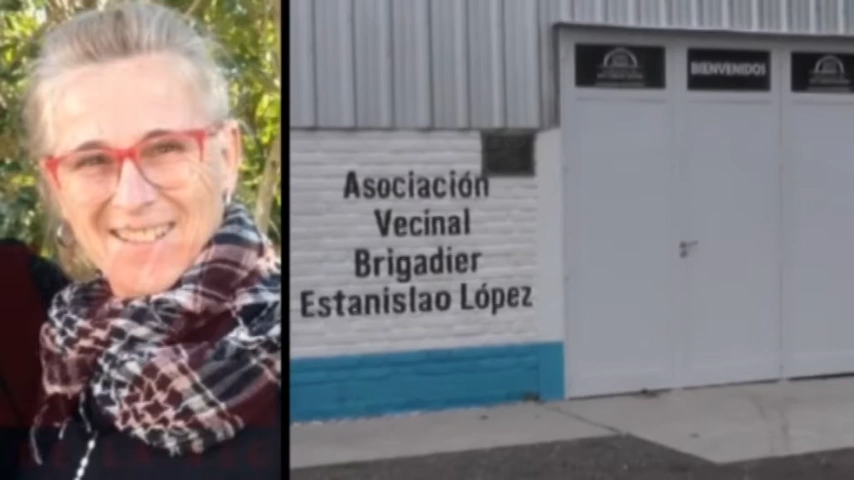 BIENVENIDOS
Asociación
Vecinal
Brigadier
Estanislao López